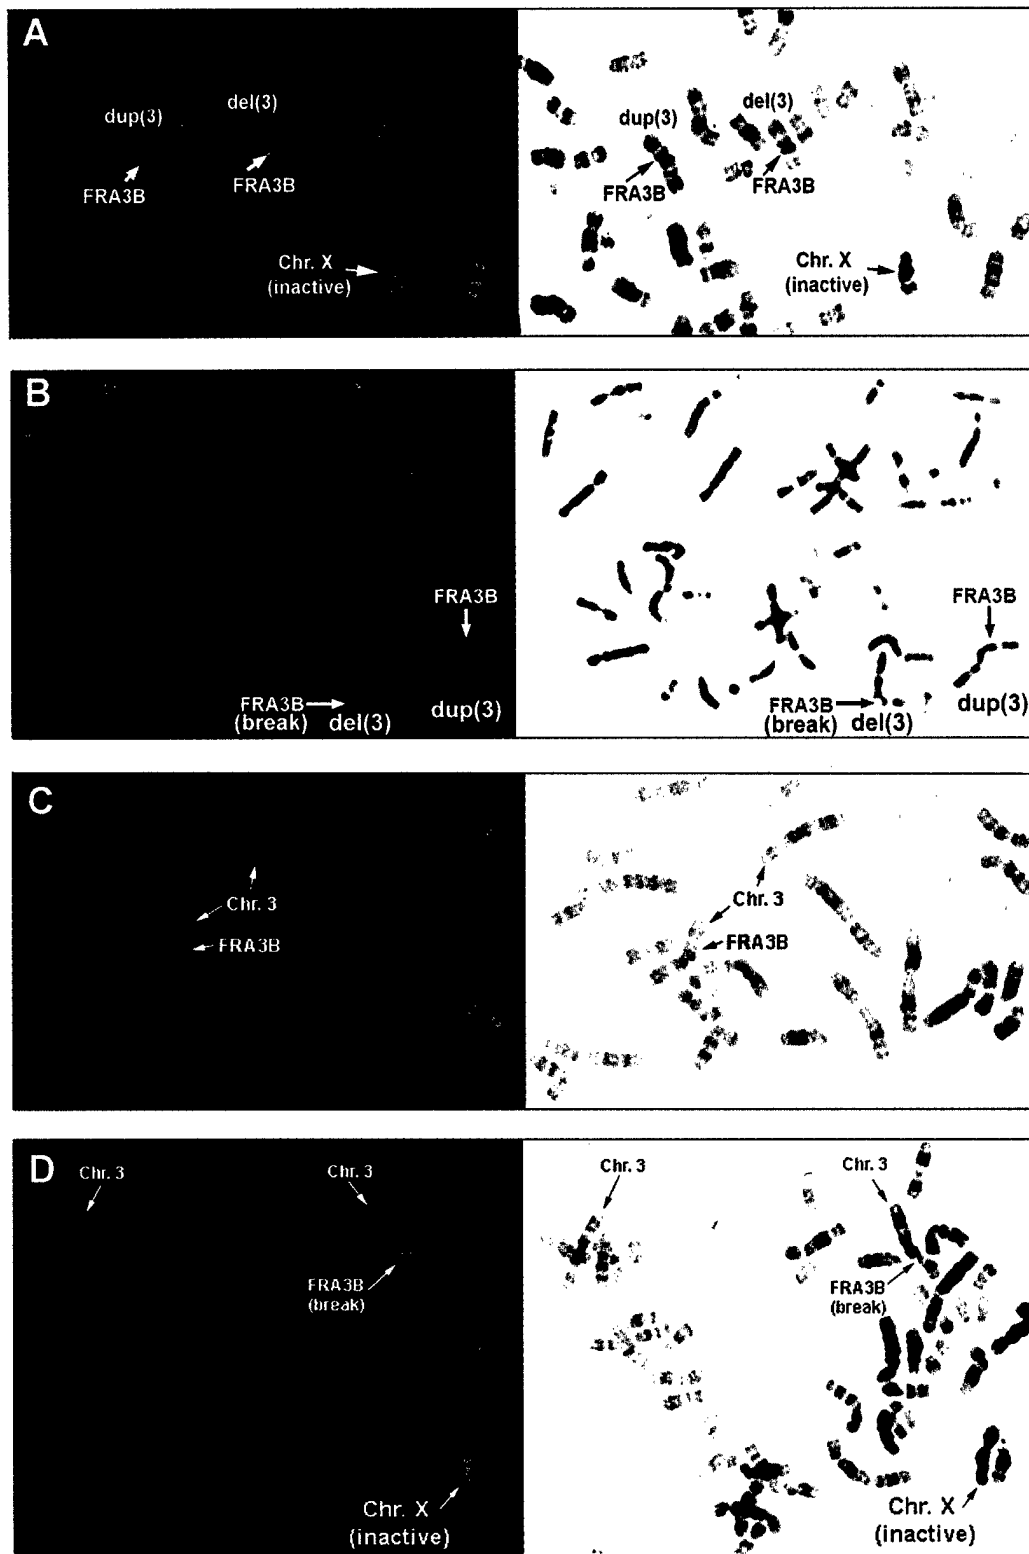 A
dup(3)
del(3)
FRA3B
FRA3B
Chr. X
(inactive)
dup(3)
del(3)
FRA3B
FRA3B
Chr. X
(inactive)
B
FRA3B
FRA3B
(break)
del(3)
dup(3)
FRA3B
FRA3B
(break)
del(3)
dup(3)
C
Chr. 3
FRA3B
Chr. 3
FRA3B
D
Chr. 3
Chr. 3
FRA3B
(break)
Chr. X
(inactive)
Chr. 3
Chr. 3
FRA3B
(break)
Chr. X
(inactive)